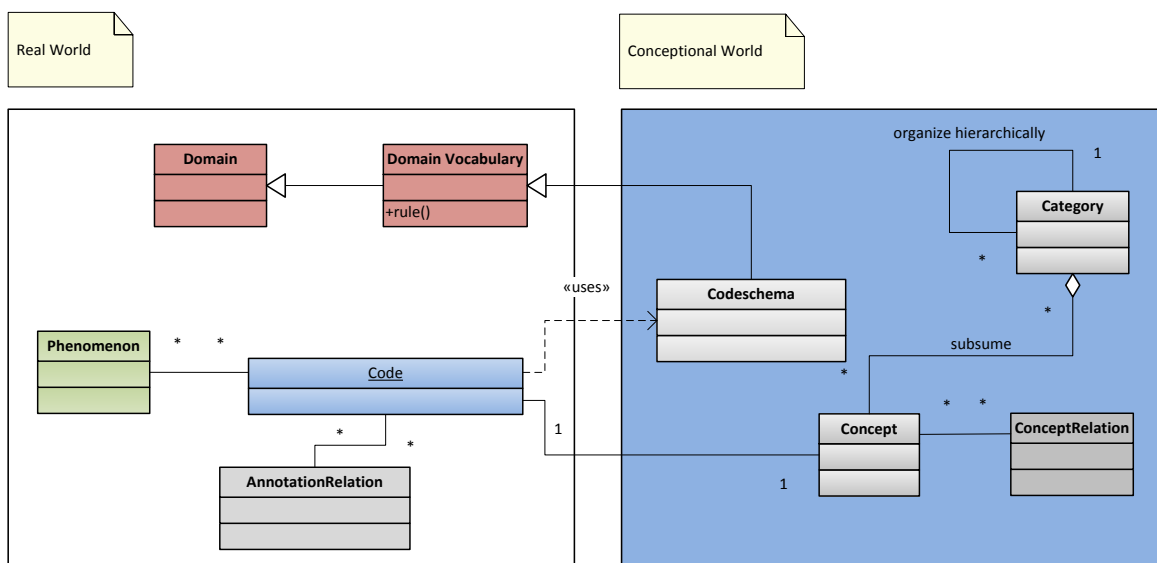 Real World
Conceptional World
organize hierarchically
1
Domain
Domain Vocabulary
+rule()
Category
*
«uses»
Codeschema
*
Phenomenon
*
*
subsume
Code
*
*
*
Concept
ConceptRelation
*
*
1
AnnotationRelation
1